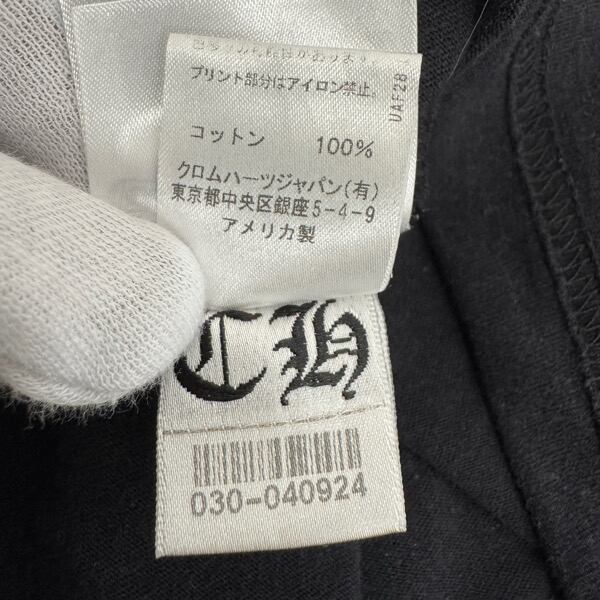 プリント部分はアイロン禁止。
UAF28
コットン 100%
クロムハーツジャパン(有)
東京都中央区銀座5-4-9
アメリカ製
CH
030-040924